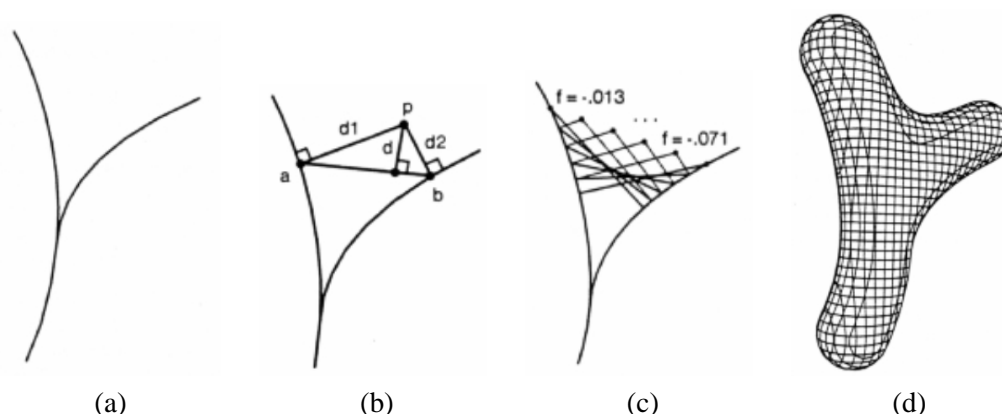 f = -.013
. . .
f = -.071
p
d1
d
d2
a
b
(a)
(b)
(c)
(d)